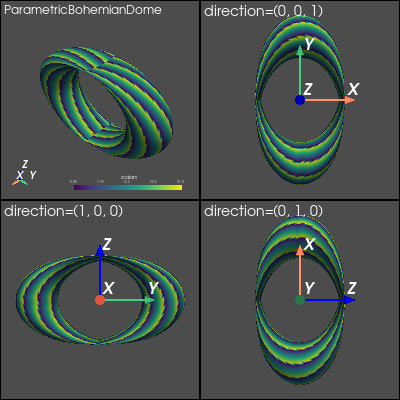 ParametricBohemianDome
direction=(0, 0, 1)
Y
Z
X
Z
X Y
scalars
direction=(1, 0, 0)
Z
X
Y
direction=(0, 1, 0)
X
Y
Z